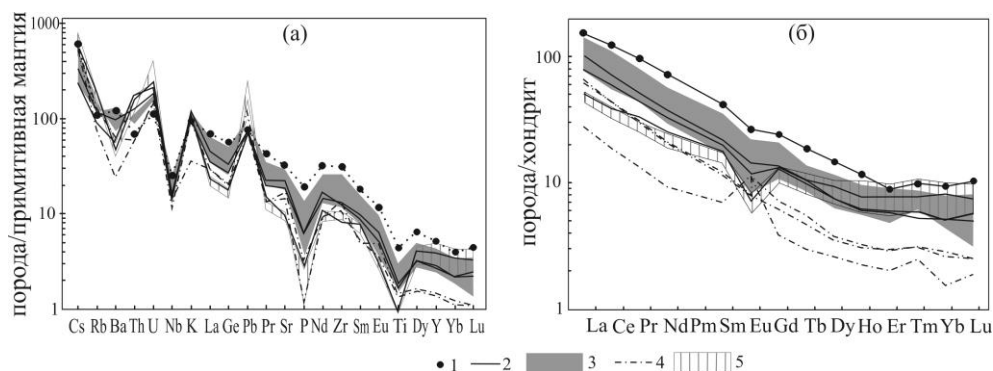 (а)
(б)
порода/примитивная мантия
1000
100
10
1
Cs Rb Ba Th U Nb K La Ge Pb Pr Sr P Nd Zr Sm Eu Ti Dy Y Yb Lu
порода/хондрит
100
10
1
La Ce Pr Nd Pm Sm Eu Gd Tb Dy Ho Er Tm Yb Lu
1 2 3 4 5